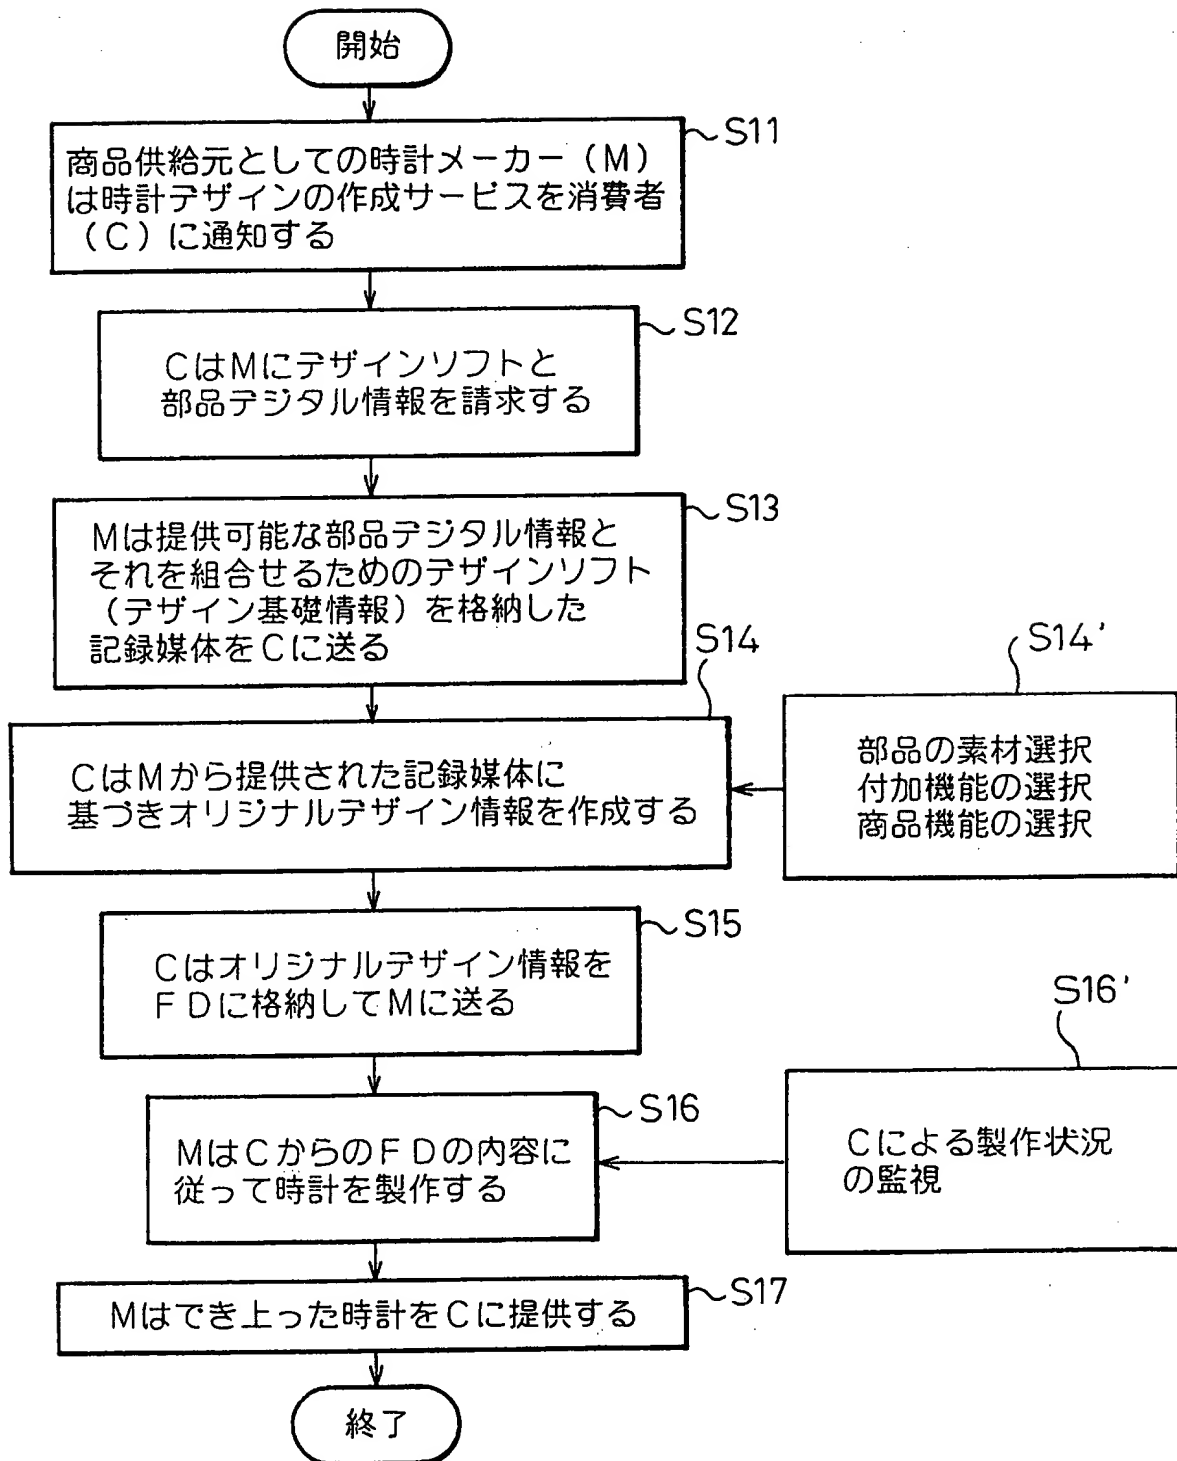 開始
S11
商品供給元としての時計メーカー（M）
は時計デザインの作成サービスを消費者
（C）に通知する
S12
CはMにデザインソフトと
部品デジタル情報を請求する
S13
Mは提供可能な部品デジタル情報と
それを組合せるためのデザインソフト
（デザイン基礎情報）を格納した
記録媒体をCに送る
S14
CはMから提供された記録媒体に
基づきオリジナルデザイン情報を作成する
S14'
部品の素材選択
付加機能の選択
商品機能の選択
S15
Cはオリジナルデザイン情報を
FDに格納してMに送る
S16
MはCからのFDの内容に
従って時計を製作する
S16'
Cによる製作状況
の監視
S17
Mはでき上った時計をCに提供する
終了